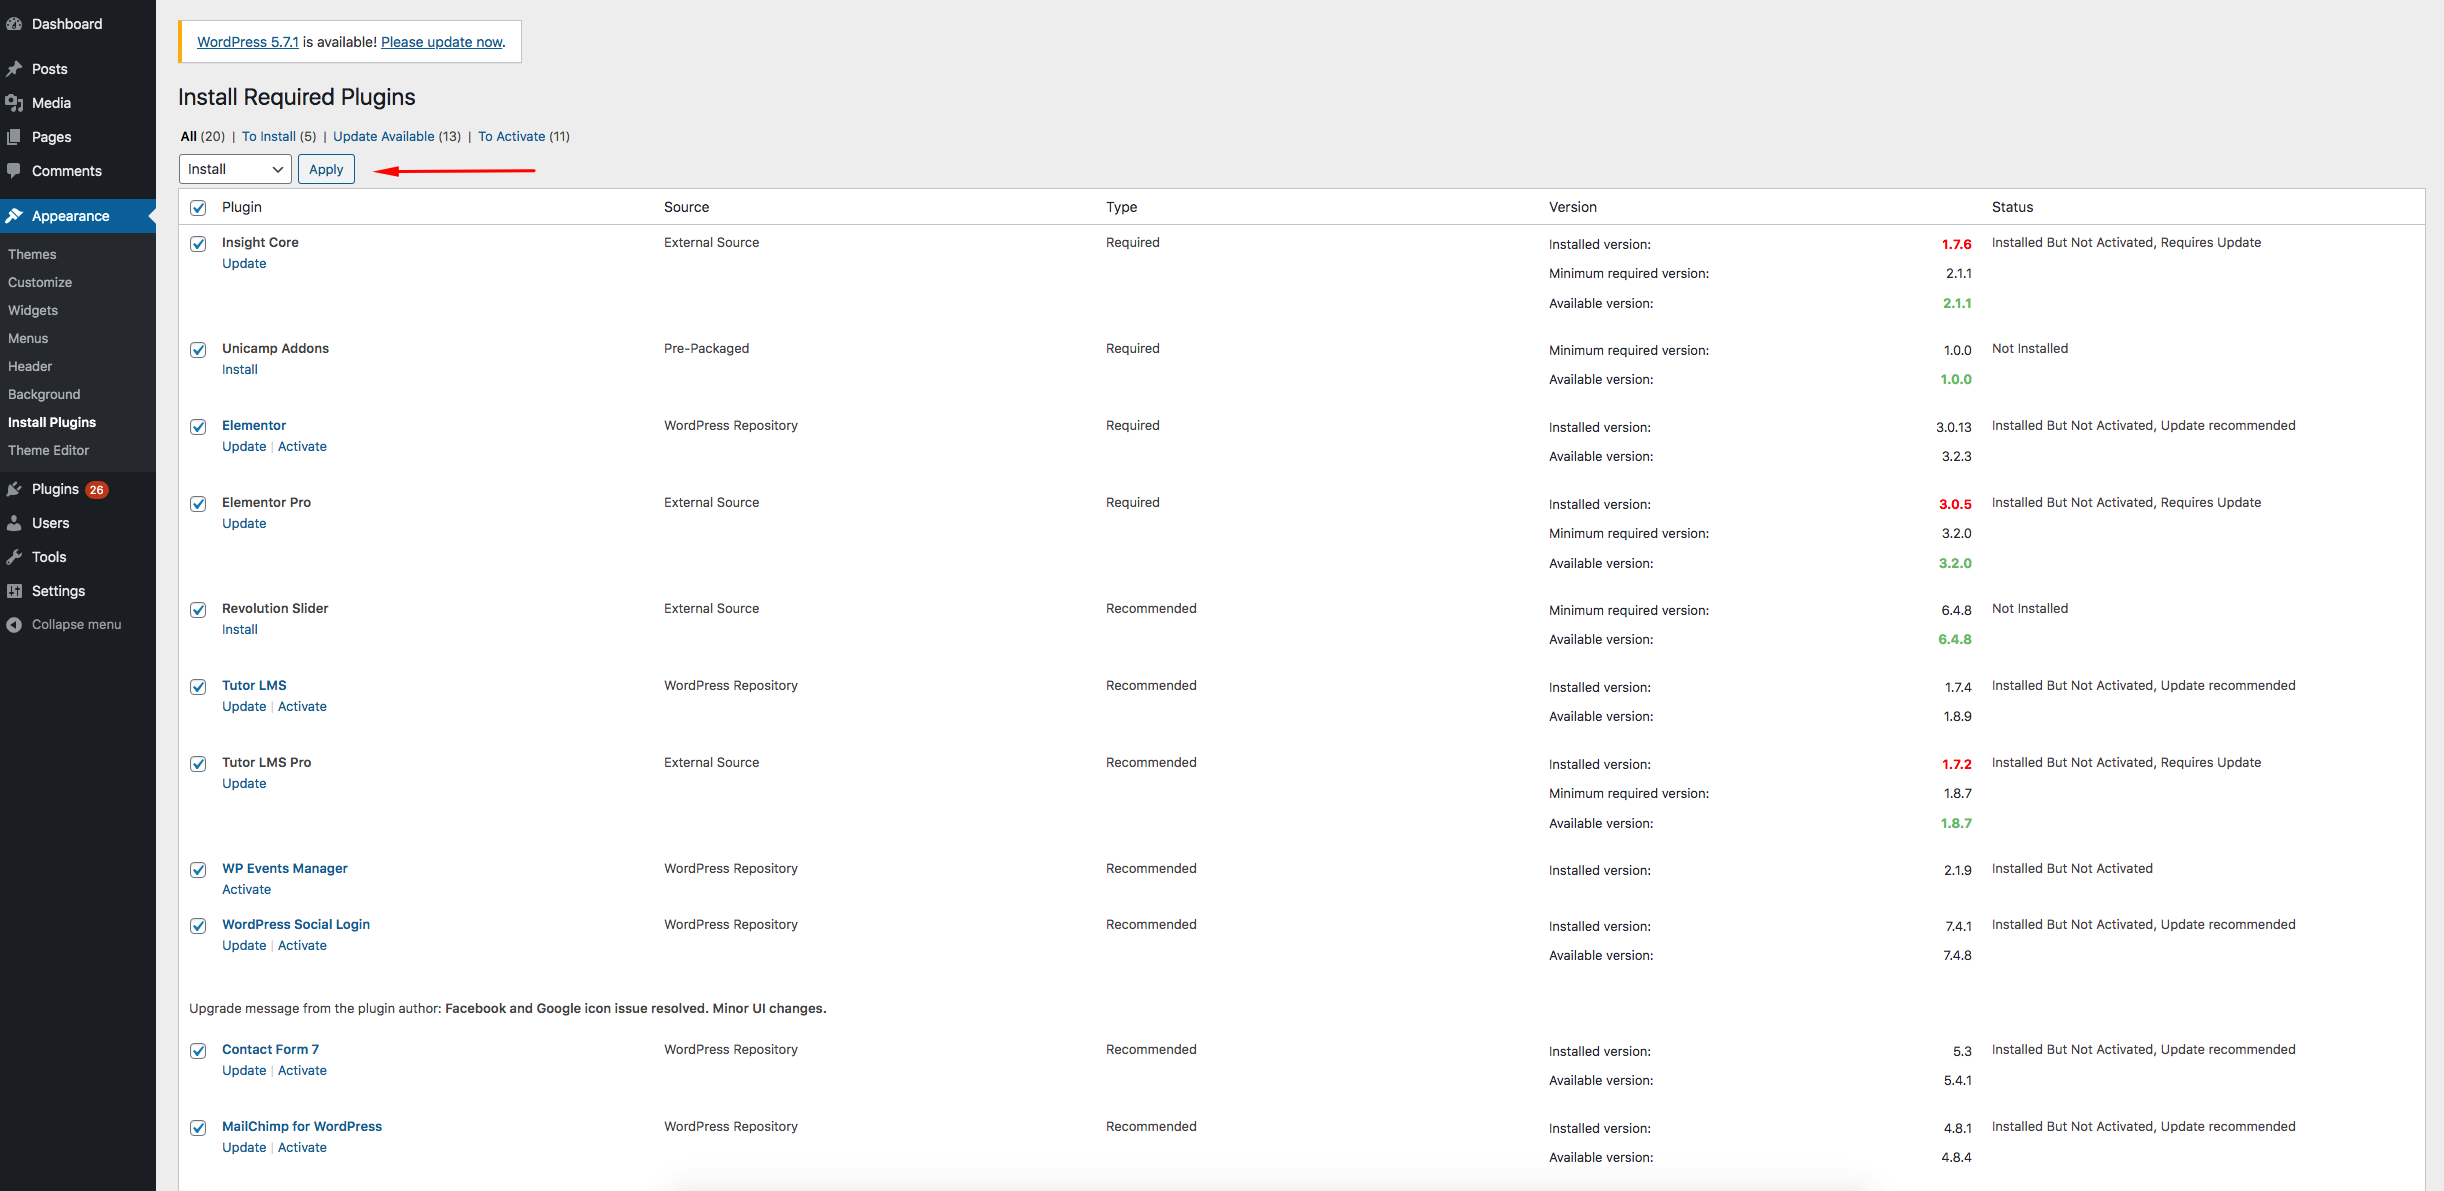 Dashboard
Posts
Media
Pages
Comments
Appearance
Themes
Customize
Widgets
Menus
Header
Background
Install Plugins
Theme Editor
Plugins 26
Users
Tools
Settings
Collapse menu
WordPress 5.7.1 is available! Please update now.
Install Required Plugins
All (20) | To Install (5) | Update Available (13) | To Activate (11)
Install Apply
Plugin Source Type Version Status
Insight Core External Source Required Installed version: 1.7.6 Installed But Not Activated, Requires Update
Update
Minimum required version: 2.1.1
Available version: 2.1.1
Unicamp Addons Pre-Packaged Required Minimum required version: 1.0.0 Not Installed
Install
Available version: 1.0.0
Elementor WordPress Repository Required Installed version: 3.0.13 Installed But Not Activated, Update recommended
Update | Activate
Available version: 3.2.3
Elementor Pro External Source Required Installed version: 3.0.5 Installed But Not Activated, Requires Update
Update
Minimum required version: 3.2.0
Available version: 3.2.0
Revolution Slider External Source Recommended Minimum required version: 6.4.8 Not Installed
Install
Available version: 6.4.8
Tutor LMS WordPress Repository Recommended Installed version: 1.7.4 Installed But Not Activated, Update recommended
Update | Activate
Available version: 1.8.9
Tutor LMS Pro External Source Recommended Installed version: 1.7.2 Installed But Not Activated, Requires Update
Update
Minimum required version: 1.8.7
Available version: 1.8.7
WP Events Manager WordPress Repository Recommended Installed version: 2.1.9 Installed But Not Activated
Activate
WordPress Social Login WordPress Repository Recommended Installed version: 7.4.1 Installed But Not Activated, Update recommended
Update | Activate
Available version: 7.4.8
Upgrade message from the plugin author: Facebook and Google icon issue resolved. Minor UI changes.
Contact Form 7 WordPress Repository Recommended Installed version: 5.3 Installed But Not Activated, Update recommended
Update | Activate
Available version: 5.4.1
MailChimp for WordPress WordPress Repository Recommended Installed version: 4.8.1 Installed But Not Activated, Update recommended
Update | Activate
Available version: 4.8.4